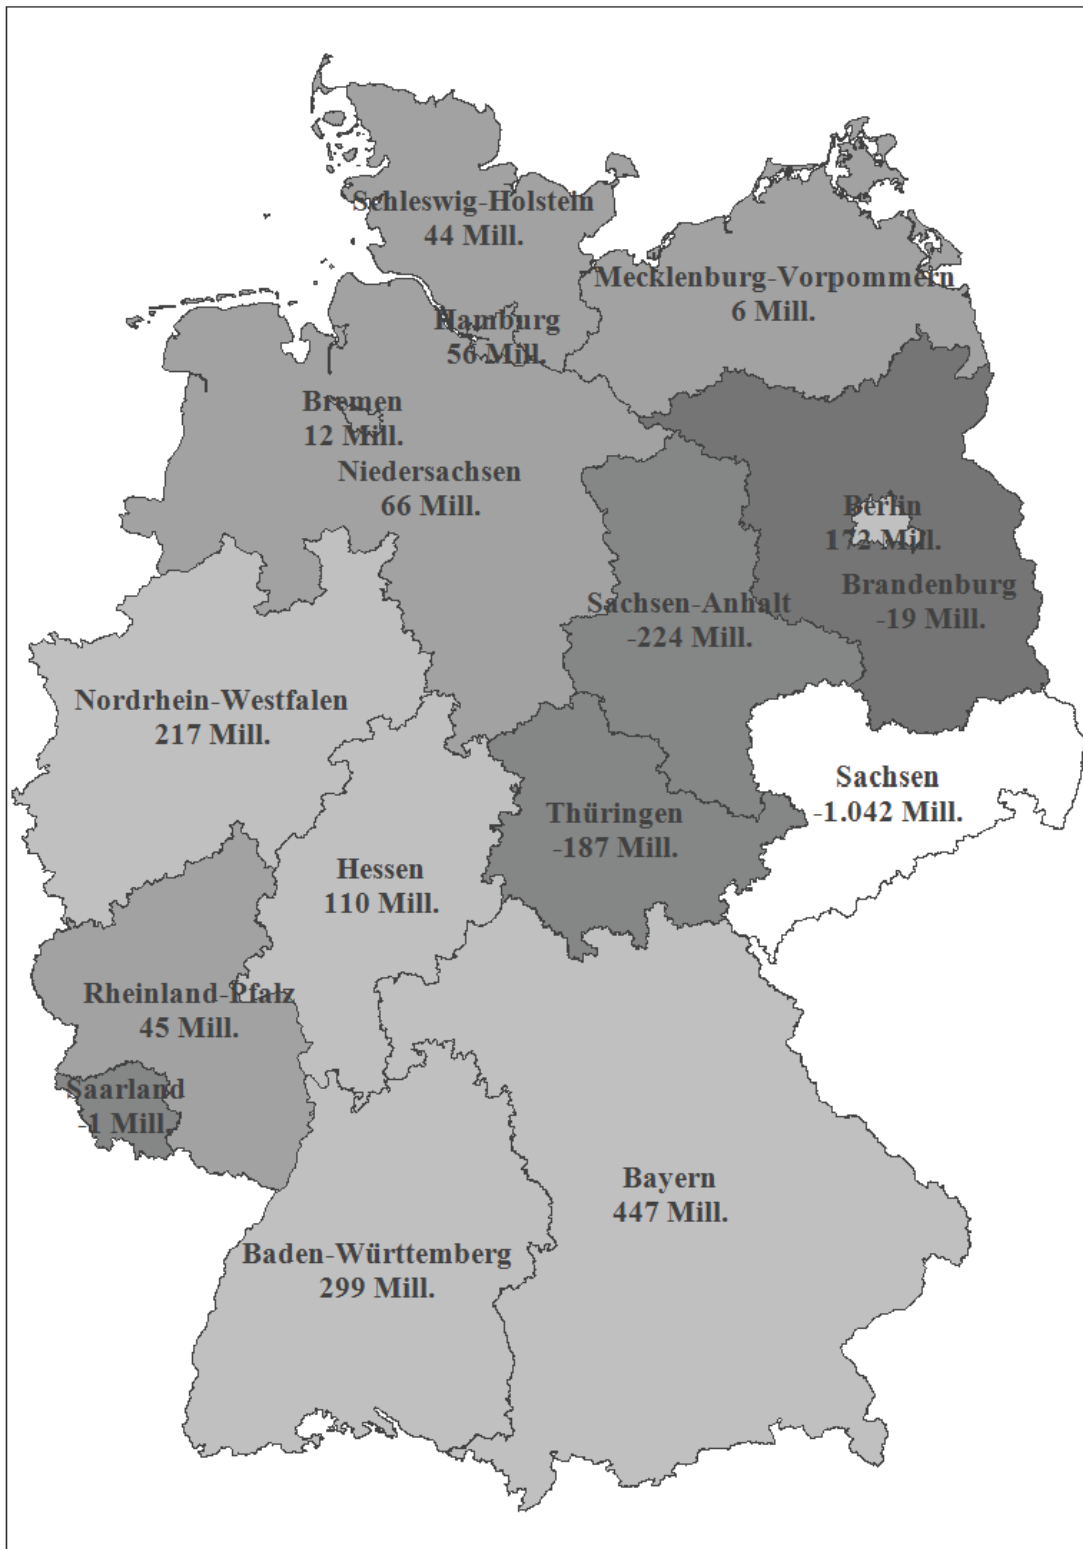 Schleswig-Holstein
44 Mill.
Mecklenburg-Vorpommern
6 Mill.
Hamburg
56 Mill.
Bremen
12 Mill.
Niedersachsen
66 Mill.
Berlin
172 Mill.
Brandenburg
-19 Mill.
Sachsen-Anhalt
-224 Mill.
Nordrhein-Westfalen
217 Mill.
Sachsen
-1.042 Mill.
Thüringen
-187 Mill.
Hessen
110 Mill.
Rheinland-Pfalz
45 Mill.
Saarland
-1 Mill.
Bayern
447 Mill.
Baden-Württemberg
299 Mill.